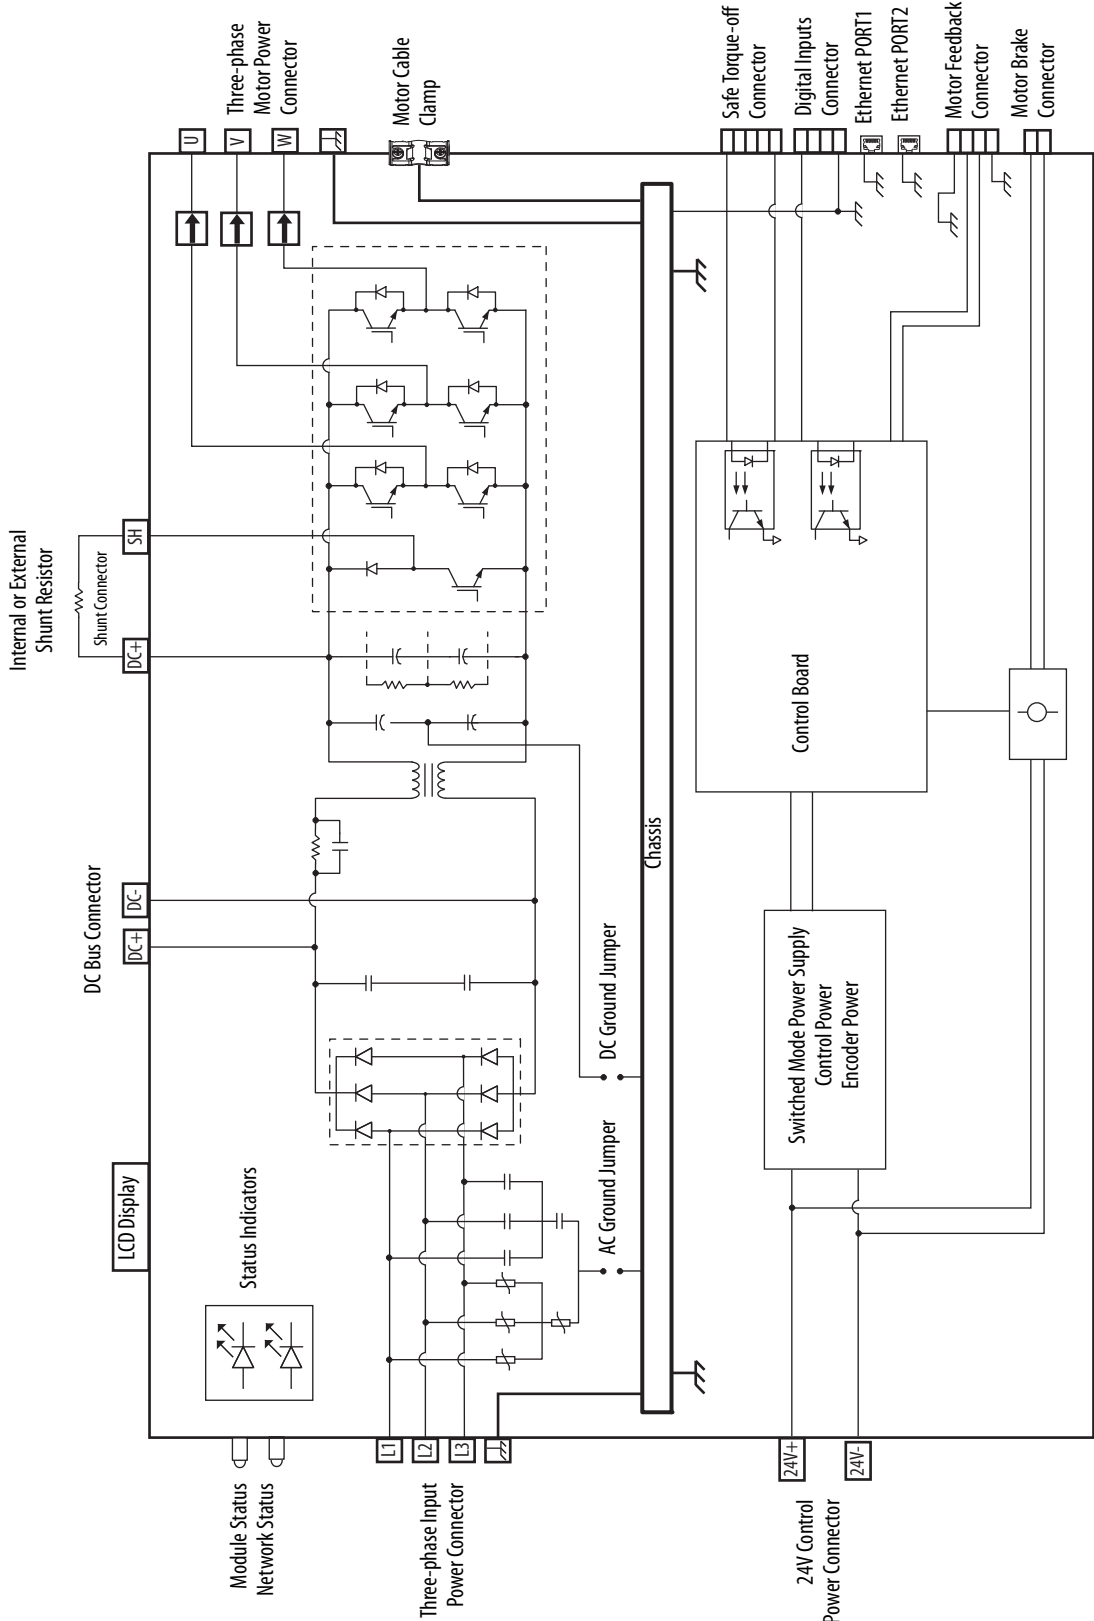 Three-phase
Motor Power
Connector
U
V
W
Motor Cable
Clamp
Safe Torque-off
Connector
Digital Inputs
Connector
Ethernet PORT1
Ethernet PORT2
Motor Feedback
Connector
Motor Brake
Connector
Internal or External
Shunt Resistor
Shunt Connector
SH
DC+
DC Bus Connector
DC-
DC+
Control Board
Chassis
Switched Mode Power Supply
Control Power
Encoder Power
DC Ground Jumper
AC Ground Jumper
LCD Display
Status Indicators
Module Status
Network Status
L1
L2
L3
Three-phase Input
Power Connector
24V+
24V-
24V Control
Power Connector